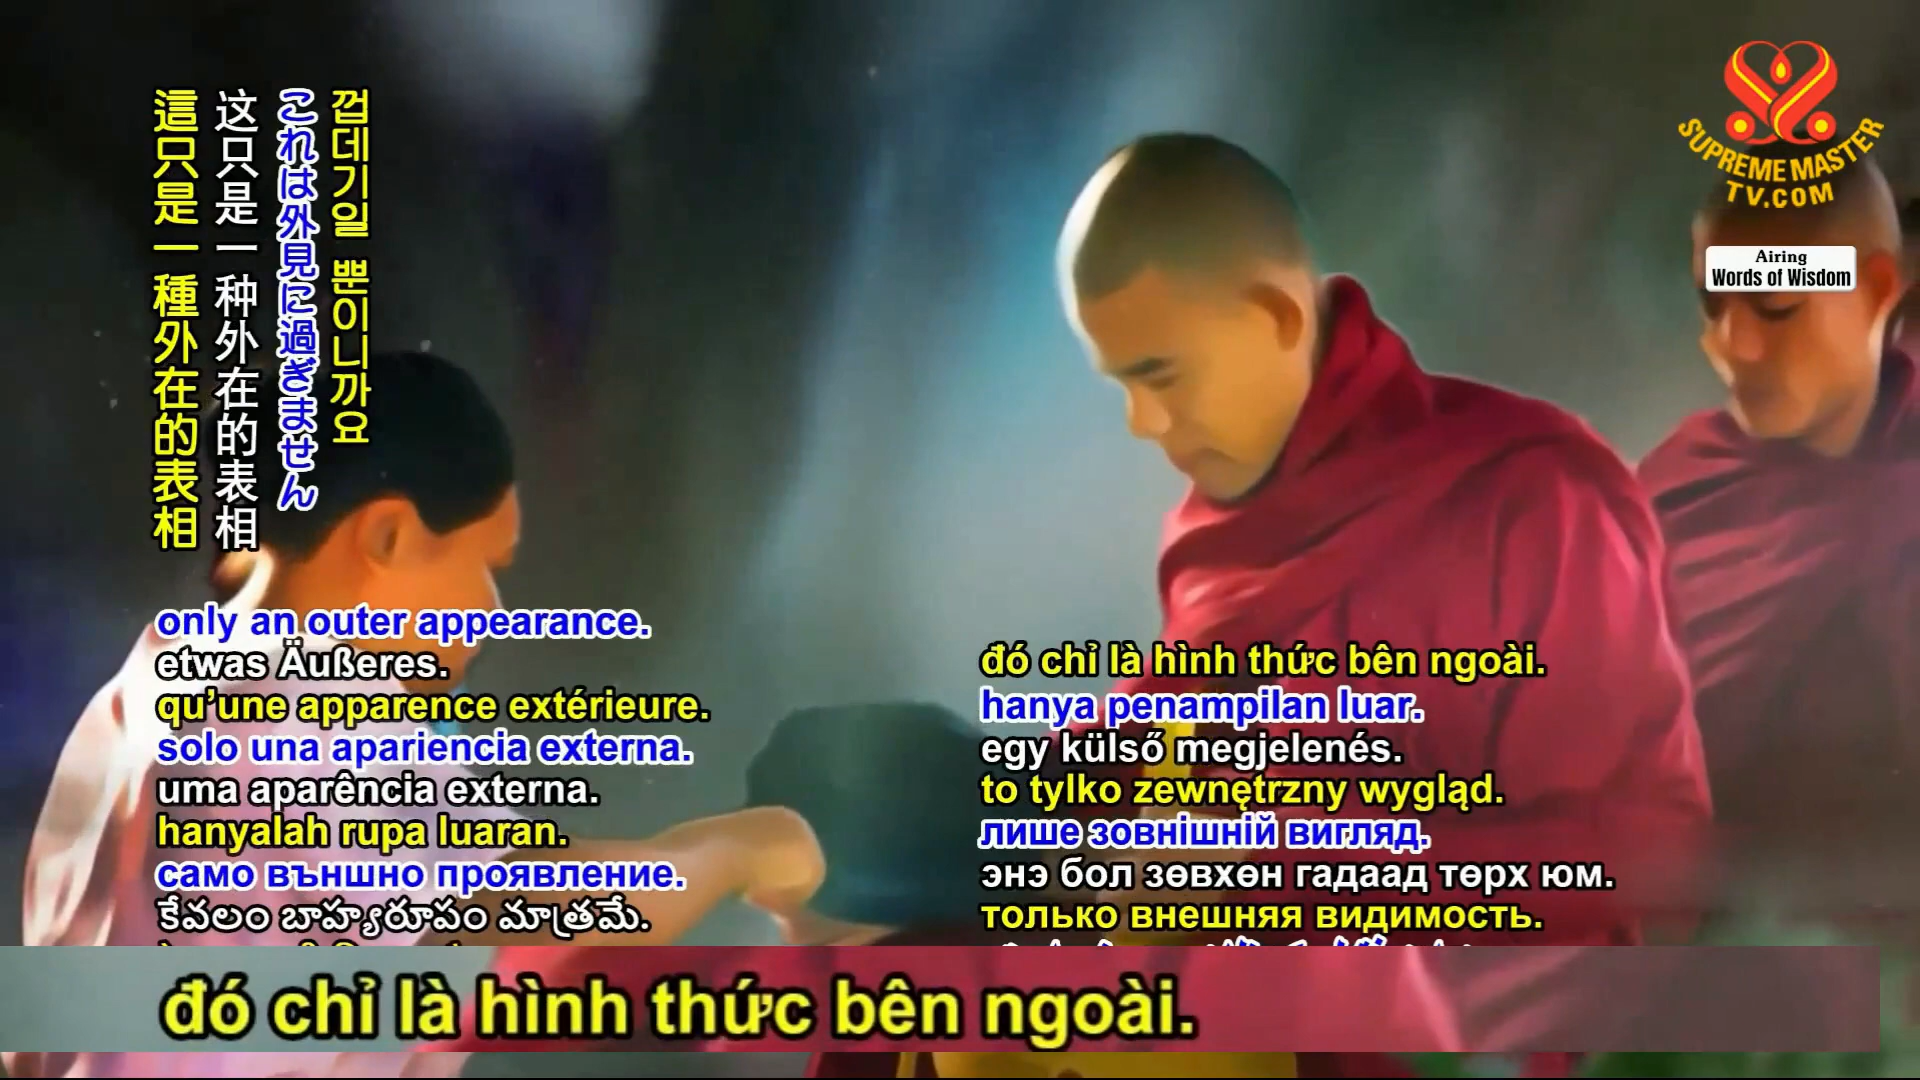 껍데기일 뿐이니까요
これは外見に過ぎません
这只是一种外在的表相
這只是一種外在的表相
SUPREME MASTER
TV.COM
Airing
Words of Wisdom
only an outer appearance.
etwas Äußeres.
qu’une apparence extérieure.
solo una apariencia externa.
uma aparência externa.
hanyalah rupa luaran.
само външно проявление.
కేవలం బాహ్యరూపం మాత్రమే.
đó chỉ là hình thức bên ngoài.
hanya penampilan luar.
egy külső megjelenés.
to tylko zewnętrzny wygląd.
лише зовнішній вигляд.
энэ бол зөвхөн гадаад төрх юм.
только внешняя видимость.
đó chỉ là hình thức bên ngoài.